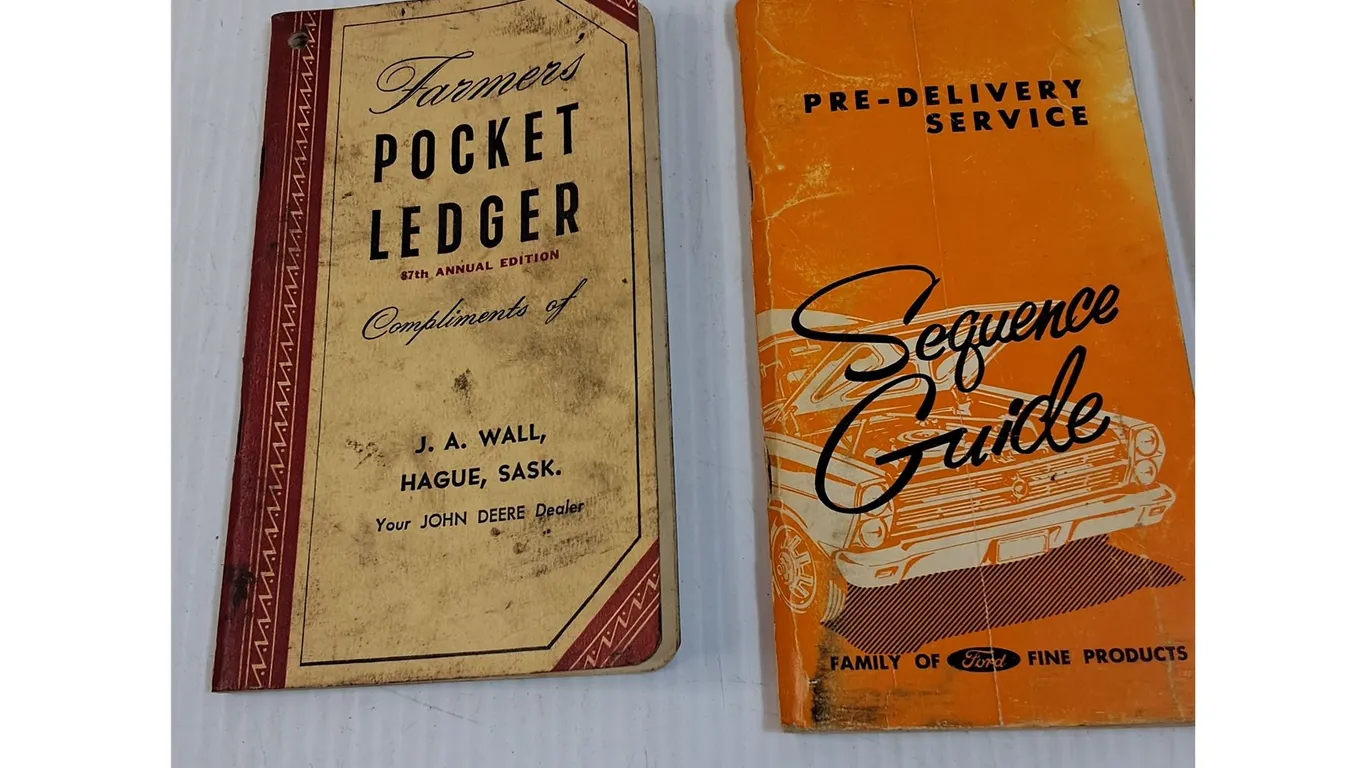 Farmers'
POCKET
LEDGER
87th ANNUAL EDITION
Compliments of
J. A. WALL,
HAGUE, SASK.
Your JOHN DEERE Dealer
PRE-DELIVERY
SERVICE
Sequence
Guide
FAMILY OF Ford FINE PRODUCTS